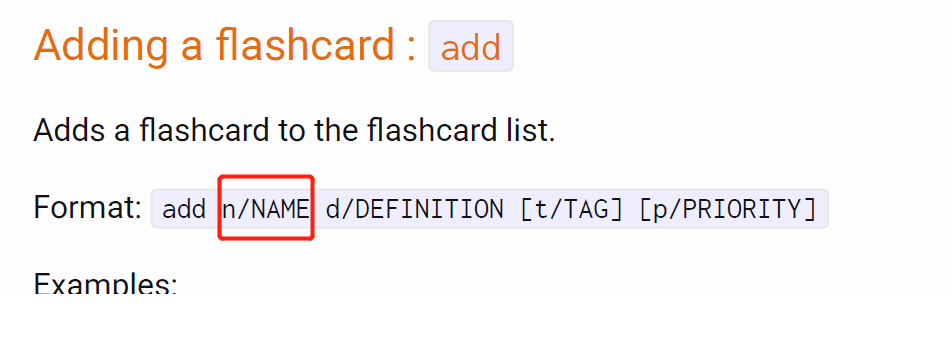 Adding a flashcard : add
Adds a flashcard to the flashcard list.
Format: add n/NAME d/DEFINITION [t/TAG] [p/PRIORITY]
Examples: